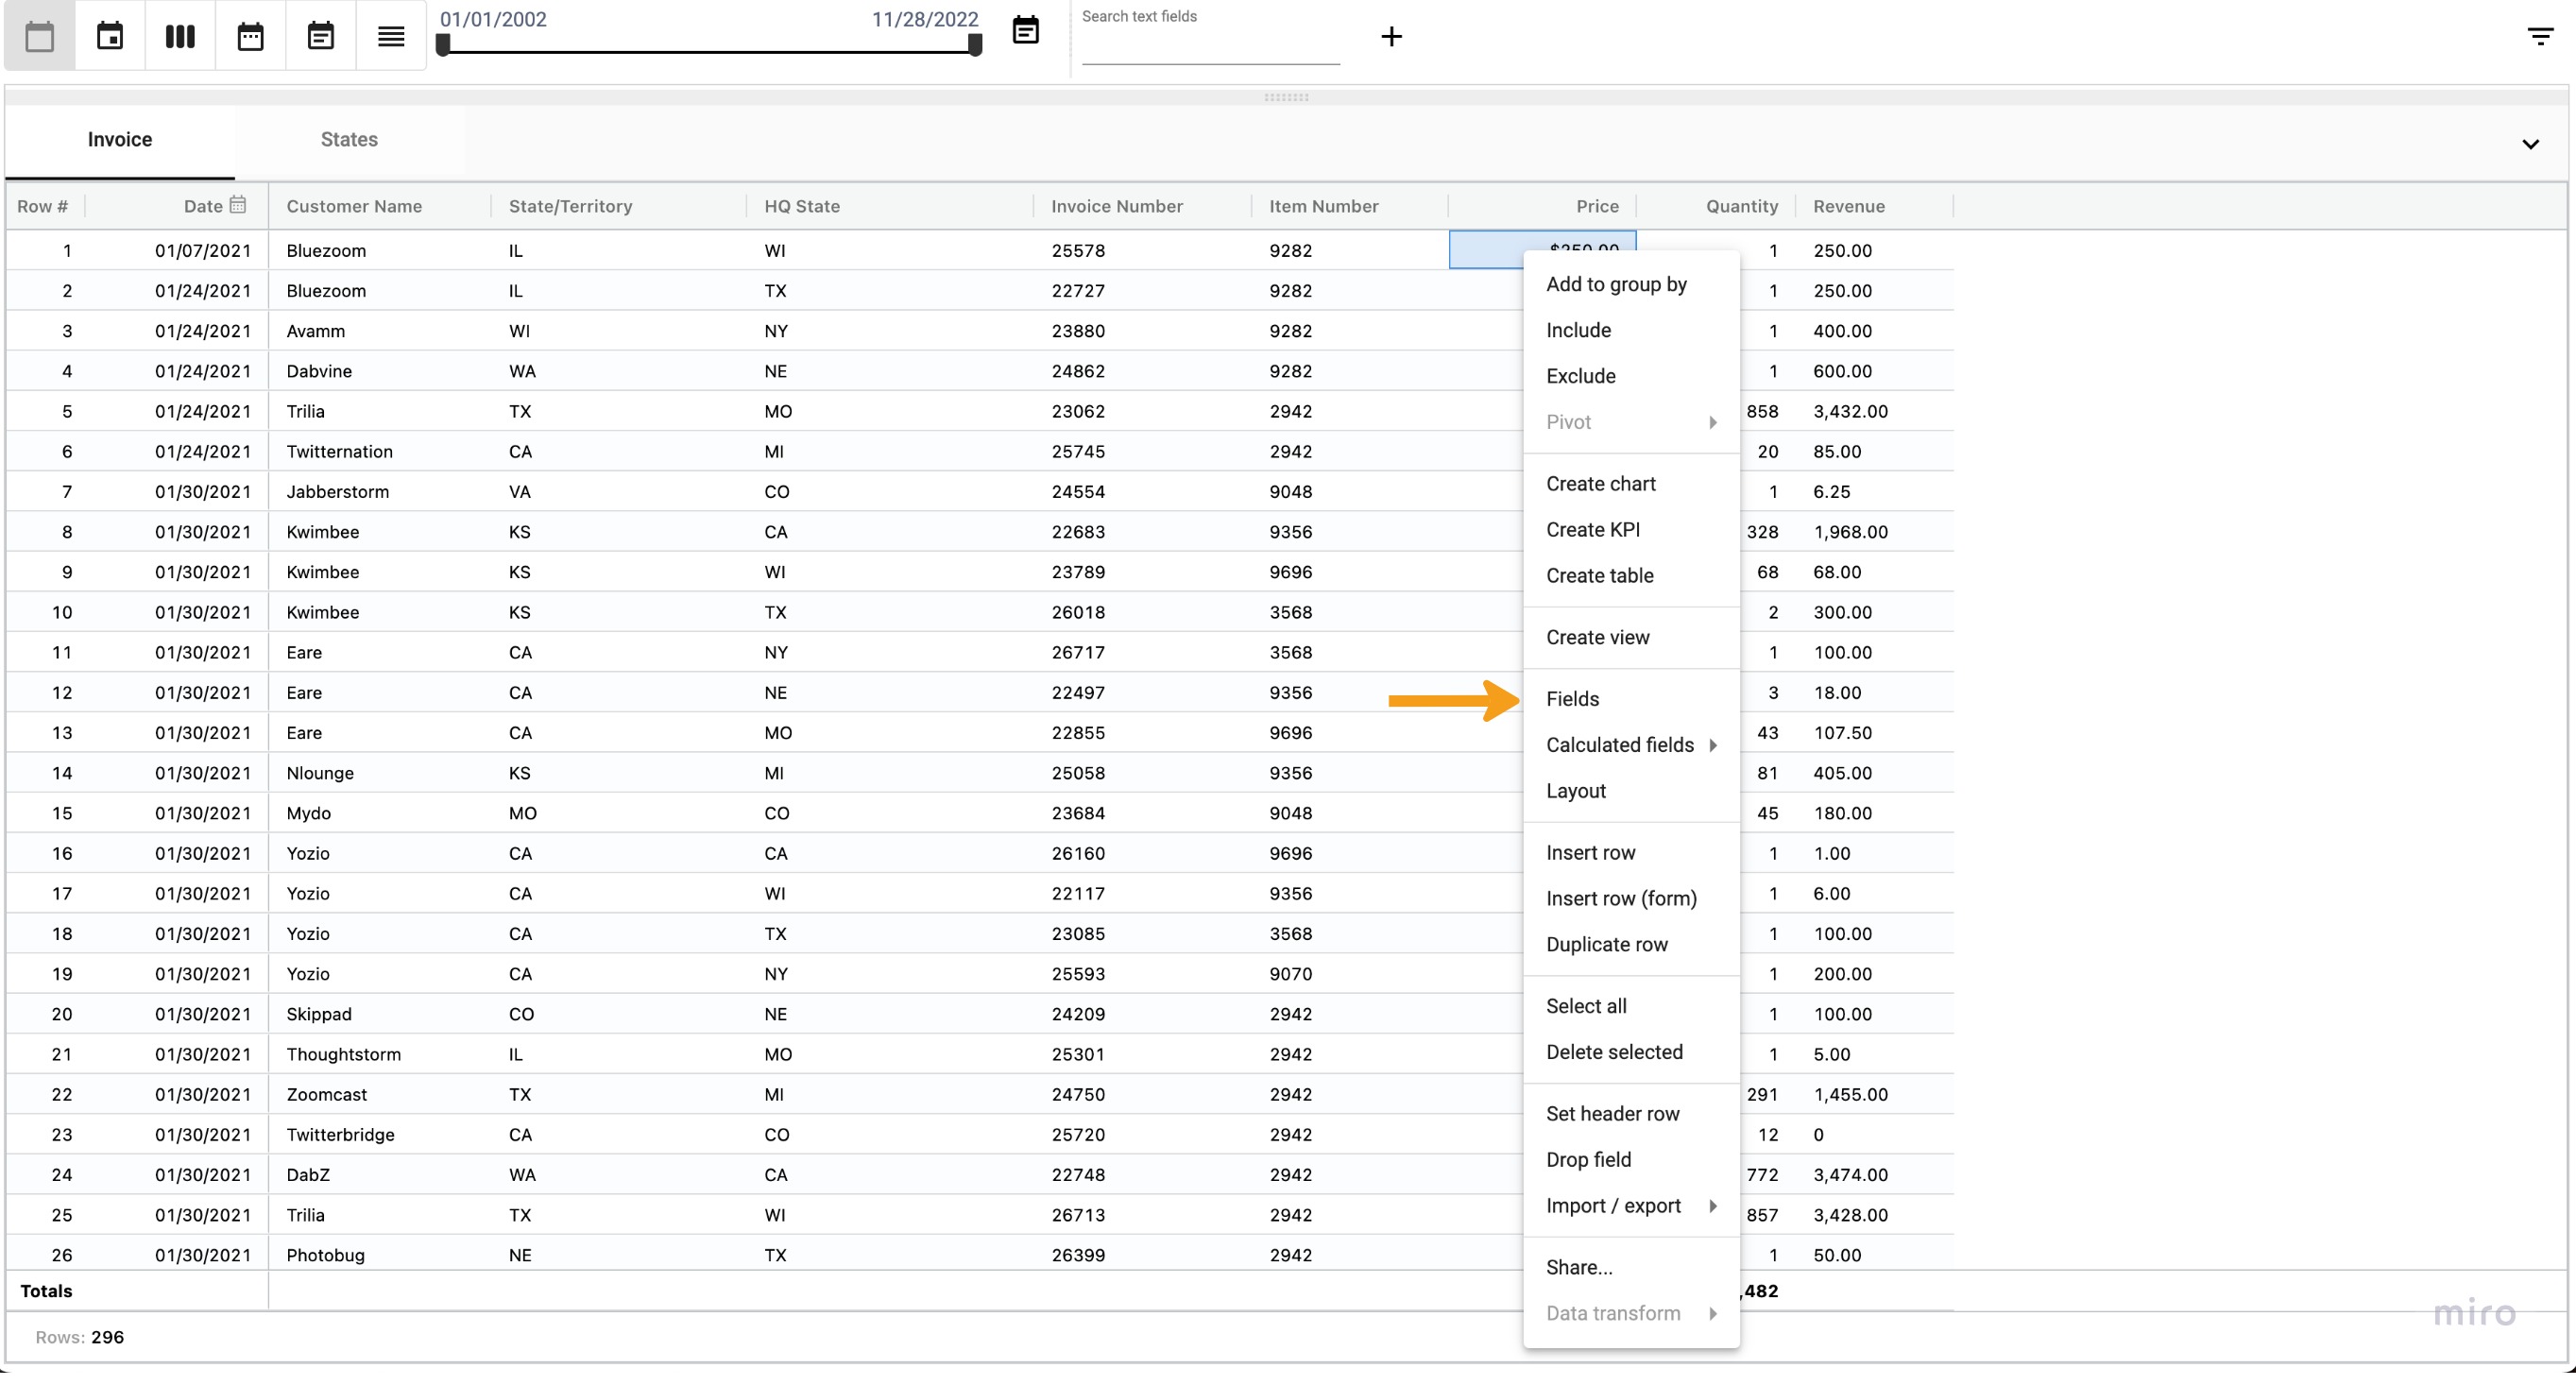 01/01/2002 11/28/2022 Search text fields
Invoice States
Row # Date Customer Name State/Territory HQ State Invoice Number Item Number Price Quantity Revenue
1 01/07/2021 Bluezoom IL WI 25578 9282 $250.00 1 250.00
2 01/24/2021 Bluezoom IL TX 22727 9282 1 250.00
3 01/24/2021 Avamm WI NY 23880 9282 1 400.00
4 01/24/2021 Dabvine WA NE 24862 9282 1 600.00
5 01/24/2021 Trilia TX MO 23062 2942 858 3,432.00
6 01/24/2021 Twitternation CA MI 25745 2942 20 85.00
7 01/30/2021 Jabberstorm VA CO 24554 9048 1 6.25
8 01/30/2021 Kwimbee KS CA 22683 9356 328 1,968.00
9 01/30/2021 Kwimbee KS WI 23789 9696 68 68.00
10 01/30/2021 Kwimbee KS TX 26018 3568 2 300.00
11 01/30/2021 Eare CA NY 26717 3568 1 100.00
12 01/30/2021 Eare CA NE 22497 9356 3 18.00
13 01/30/2021 Eare CA MO 22855 9696 43 107.50
14 01/30/2021 Nlounge KS MI 25058 9356 81 405.00
15 01/30/2021 Mydo MO CO 23684 9048 45 180.00
16 01/30/2021 Yozio CA CA 26160 9696 1 1.00
17 01/30/2021 Yozio CA WI 22117 9356 1 6.00
18 01/30/2021 Yozio CA TX 23085 3568 1 100.00
19 01/30/2021 Yozio CA NY 25593 9070 1 200.00
20 01/30/2021 Skippad CO NE 24209 2942 1 100.00
21 01/30/2021 Thoughtstorm IL MO 25301 2942 1 5.00
22 01/30/2021 Zoomcast TX MI 24750 2942 291 1,455.00
23 01/30/2021 Twitterbridge CA CO 25720 2942 12 0
24 01/30/2021 DabZ WA CA 22748 2942 772 3,474.00
25 01/30/2021 Trilia TX WI 26713 2942 857 3,428.00
26 01/30/2021 Photobug NE TX 26399 2942 1 50.00
Totals ,482
Rows: 296
Add to group by
Include
Exclude
Pivot
Create chart
Create KPI
Create table
Create view
Fields
Calculated fields
Layout
Insert row
Insert row (form)
Duplicate row
Select all
Delete selected
Set header row
Drop field
Import / export
Share...
Data transform
miro